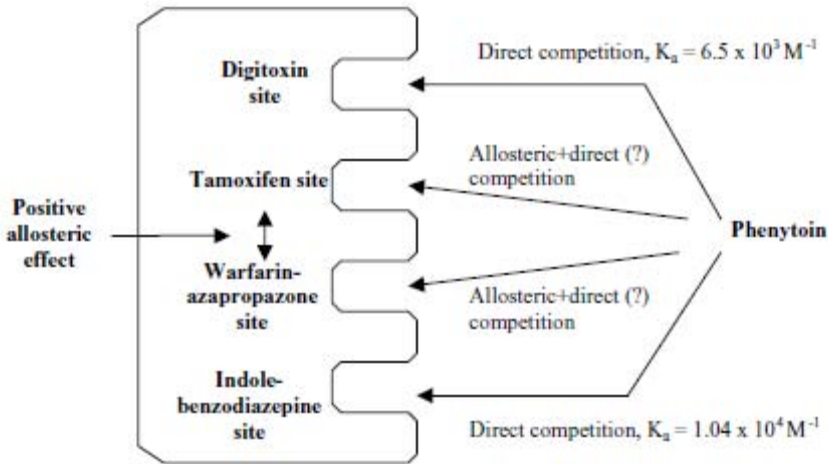 Digitoxin
site
Direct competition, Kₐ = 6.5 x 10³ M⁻¹
Tamoxifen site
Allosteric+direct (?)
competition
Positive
allosteric
effect
Phenytoin
Warfarin-
azapropazone
site
Allosteric+direct (?)
competition
Indole-
benzodiazepine
site
Direct competition, Kₐ = 1.04 x 10⁴ M⁻¹